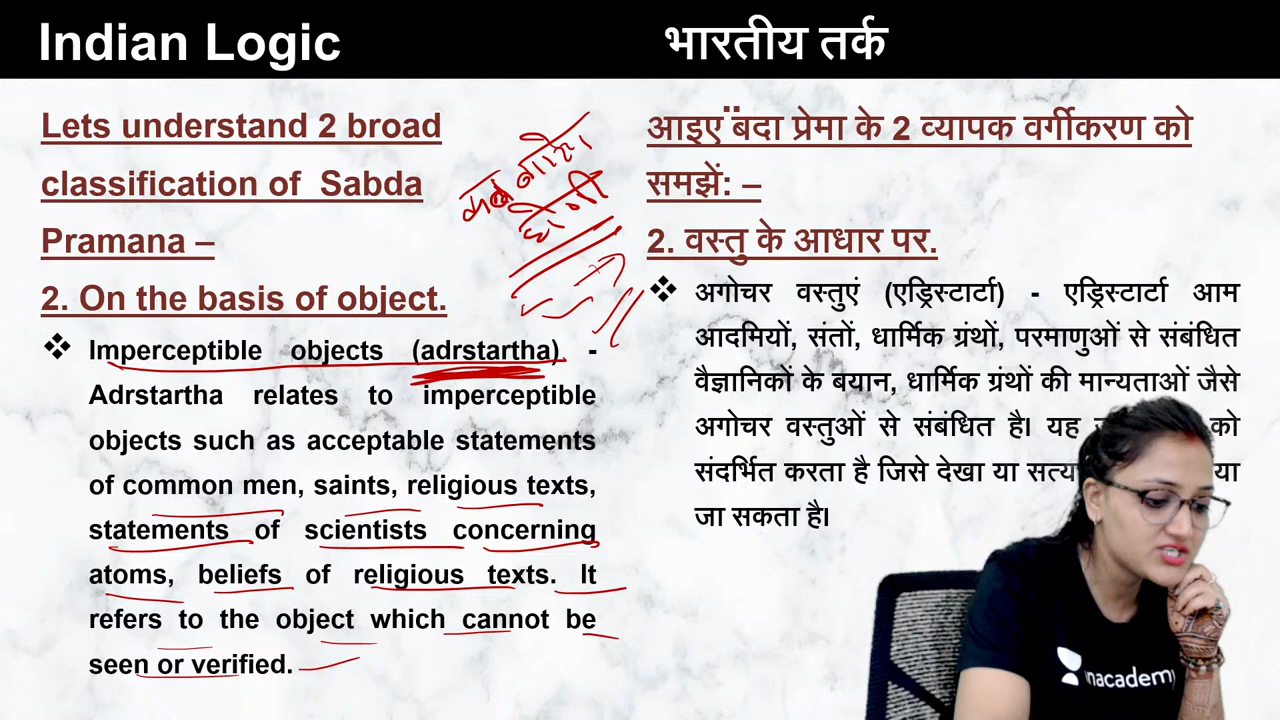 Indian Logic
भारतीय तर्क
Lets understand 2 broad
classification of Sabda
Pramana –
2. On the basis of object.
❖ Imperceptible objects (adrstartha) -
Adrstartha relates to imperceptible
objects such as acceptable statements
of common men, saints, religious texts,
statements of scientists concerning
atoms, beliefs of religious texts. It
refers to the object which cannot be
seen or verified.
आइए बदा प्रेमा के 2 व्यापक वर्गीकरण को
समझें: –
2. वस्तु के आधार पर.
❖ अगोचर वस्तुएं (एड्रिस्टार्टा) - एड्रिस्टार्टा आम
आदमियों, संतों, धार्मिक ग्रंथों, परमाणुओं से संबंधित
वैज्ञानिकों के बयान, धार्मिक ग्रंथों की मान्यताओं जैसे
अगोचर वस्तुओं से संबंधित है। यह को
संदर्भित करता है जिसे देखा या या
जा सकता है।
unacademy